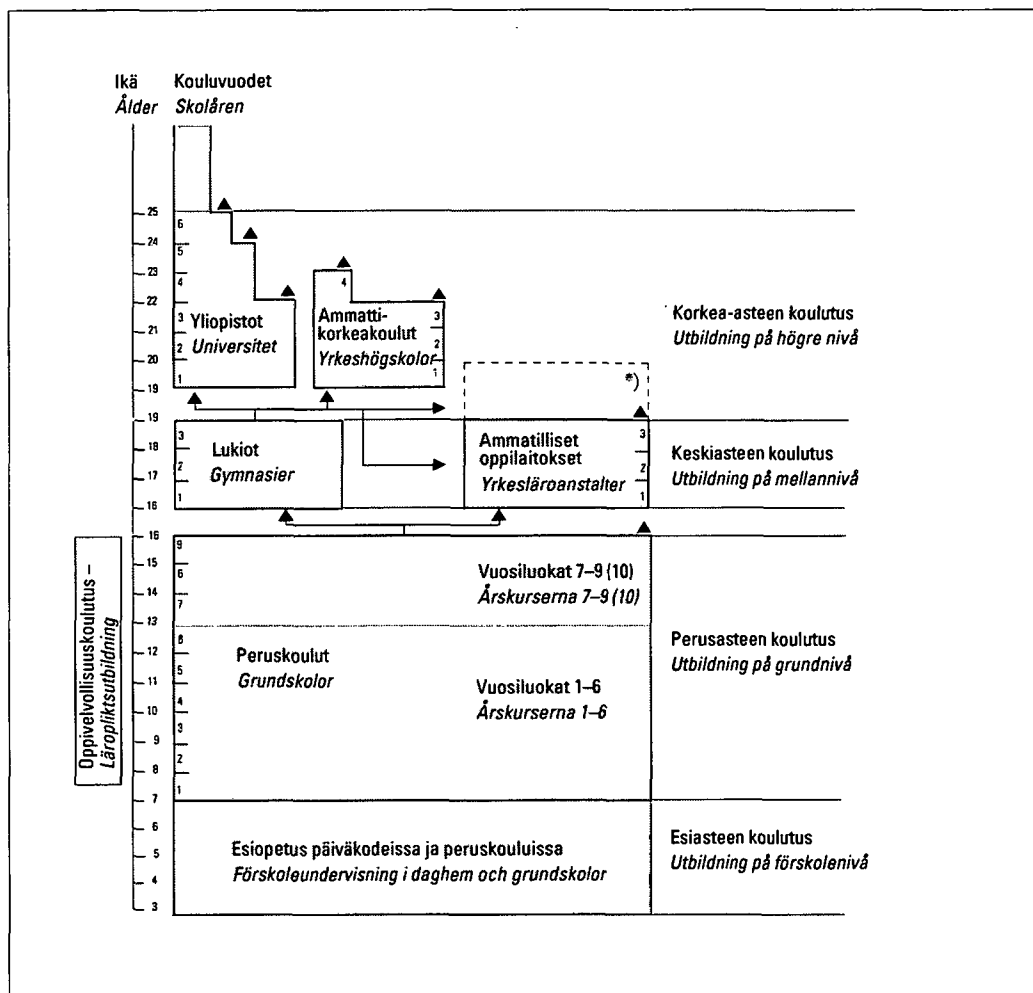 Ikä Kouluvuodet
Ålder Skolåren
25
24
23
22
21
20
19
6
5
4
3
2
1
Yliopistot
Universitet
4
Ammatti-
korkeakoulut
Yrkeshögskolor
3
2
1
Korkea-asteen koulutus
Utbildning på högre nivå
*)
19
18
17
16
3
2
1
Lukiot
Gymnasier
Ammatilliset
oppilaitokset
Yrkesläroanstalter
3
2
1
Keskiasteen koulutus
Utbildning på mellannivå
Oppivelvollisuuskoulutus –
Läropliktsutbildning
16
15
14
13
12
11
10
9
8
7
9
6
7
6
5
4
3
2
1
Vuosiluokat 7–9 (10)
Årskurserna 7–9 (10)
Peruskoulut
Grundskolor
Vuosiluokat 1–6
Årskurserna 1–6
Perusasteen koulutus
Utbildning på grundnivå
6
5
4
3
Esiopetus päiväkodeissa ja peruskouluissa
Förskoleundervisning i daghem och grundskolor
Esiasteen koulutus
Utbildning på förskolenivå